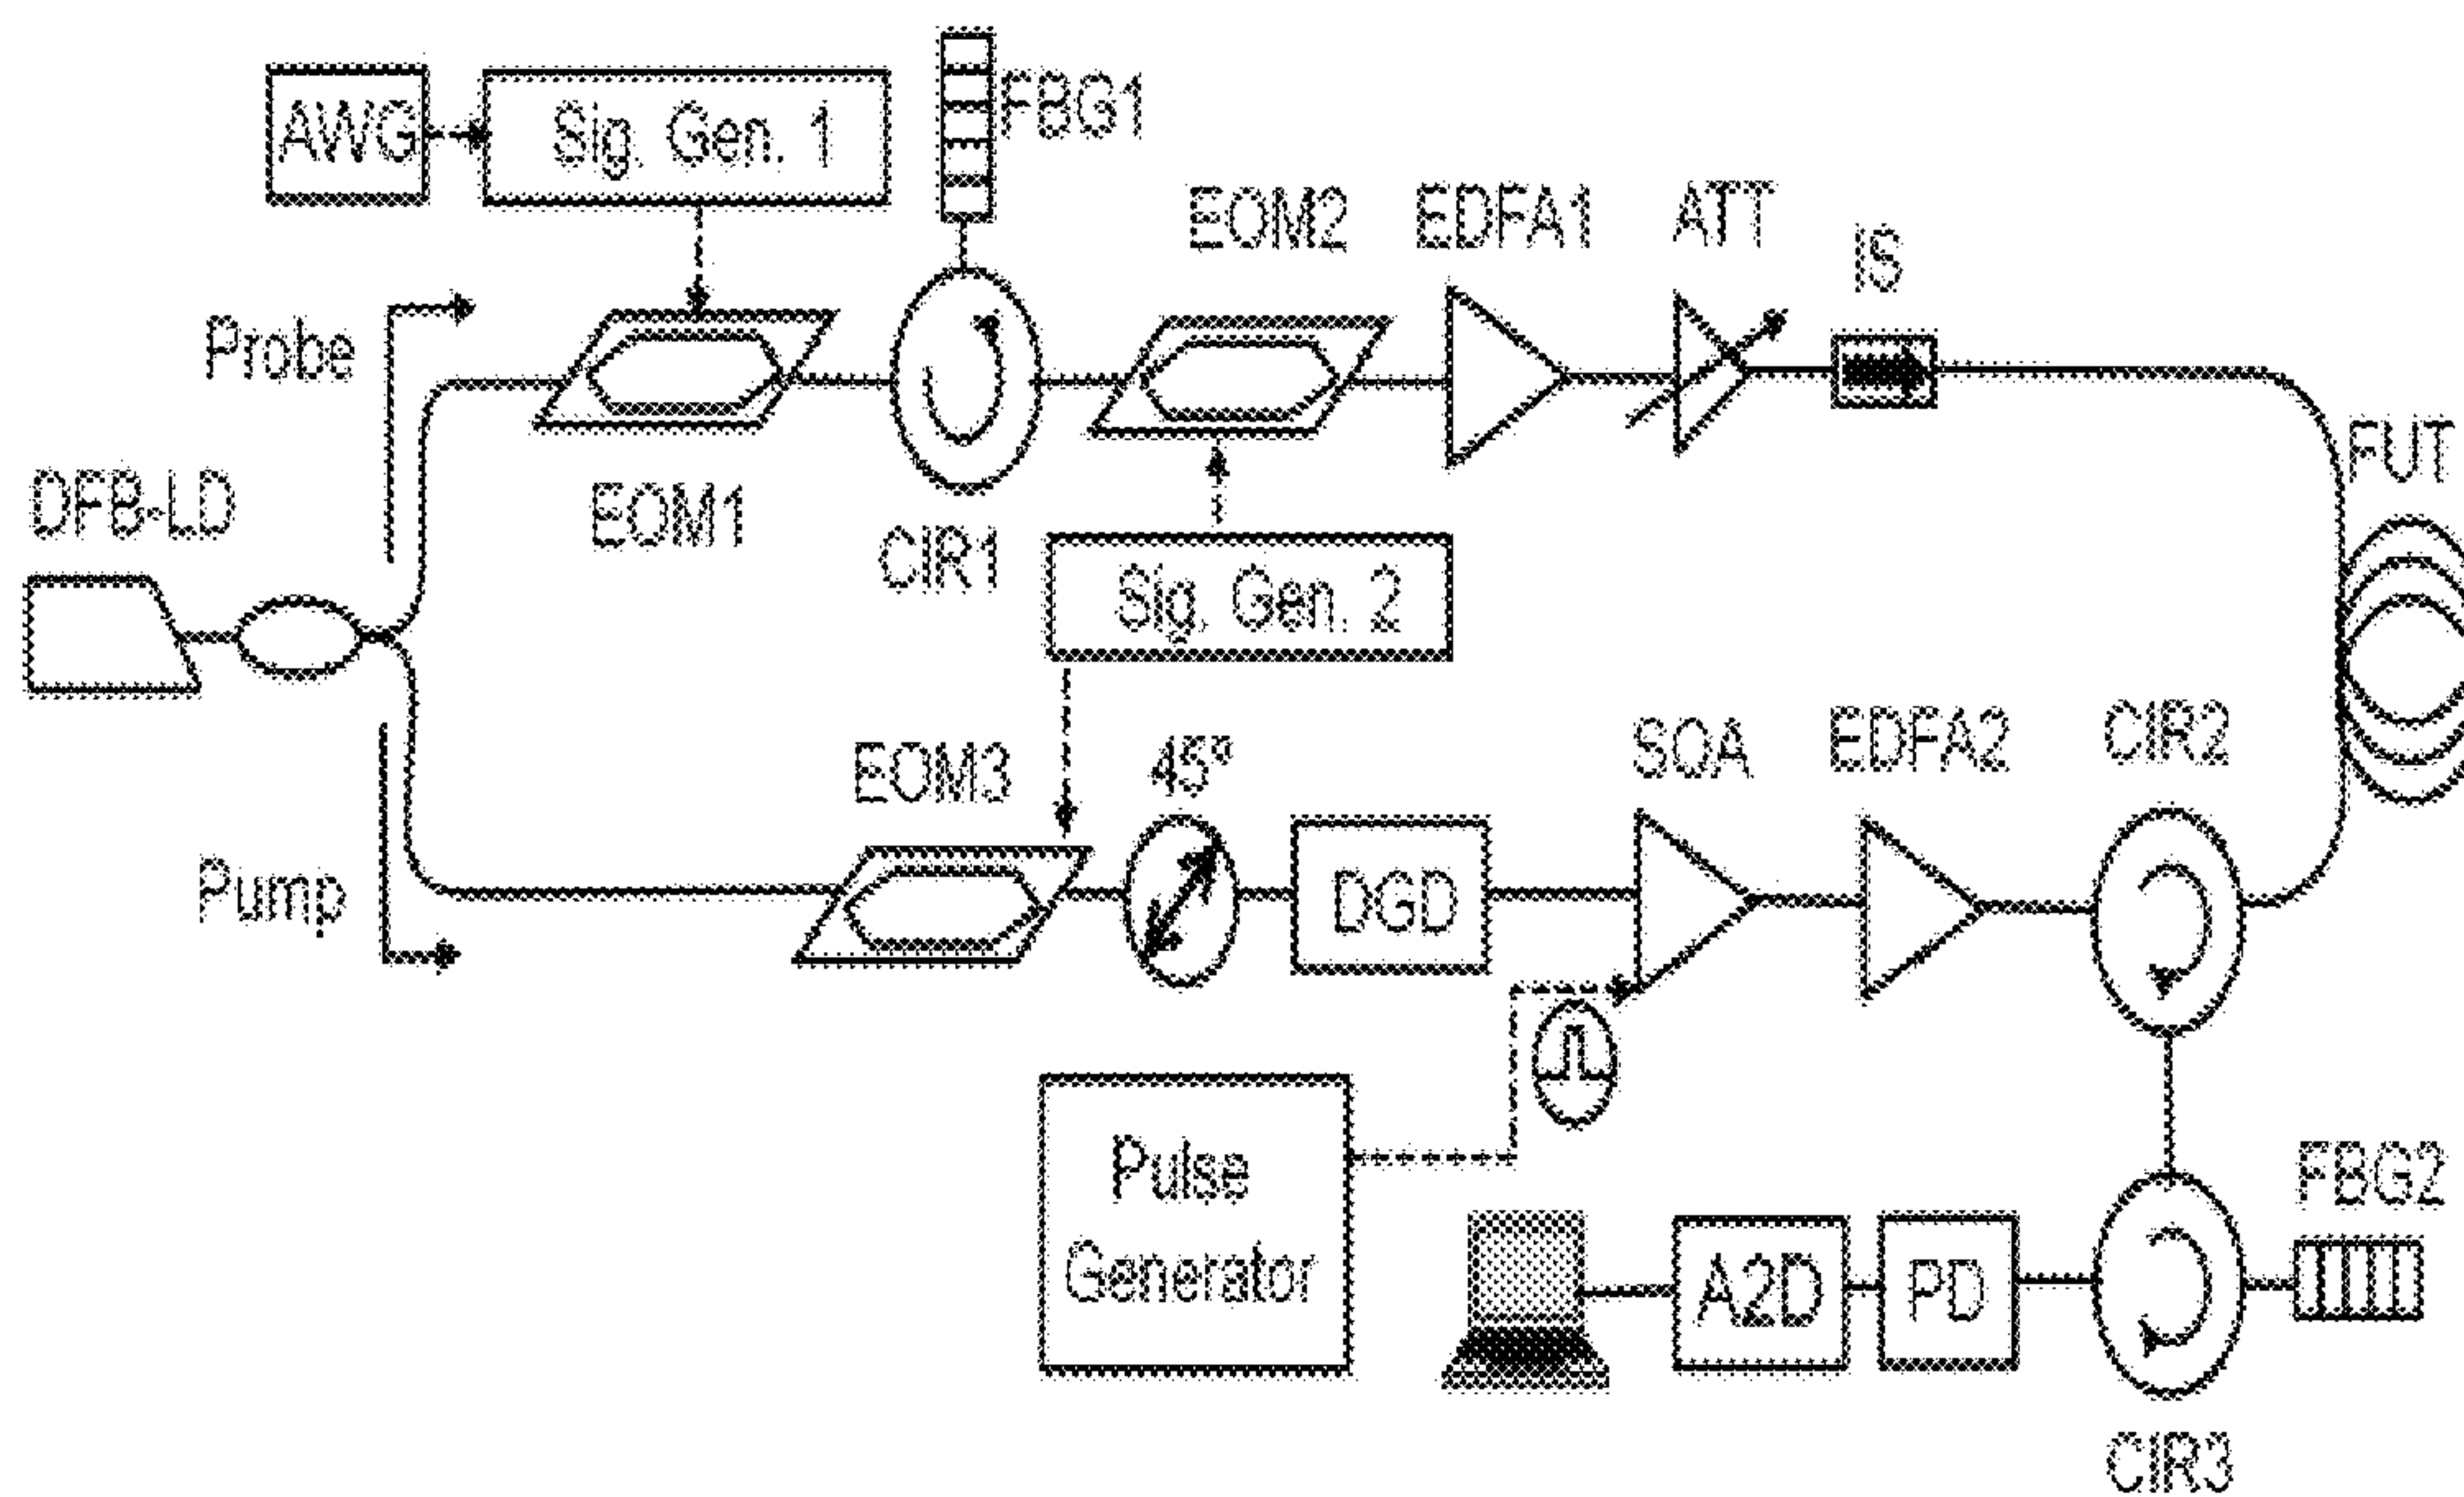 AWG
Sig. Gen. 1
FBG1
EOM2
EDFA1
ATT
IS
Probe
FUT
DFB-LD
EOM1
CIR1
Sig. Gen. 2
EOM3
45º
SOA
EDFA2
CIR2
Pump
DGD
Pulse
Generator
FBG2
A2D
PD
CIR3